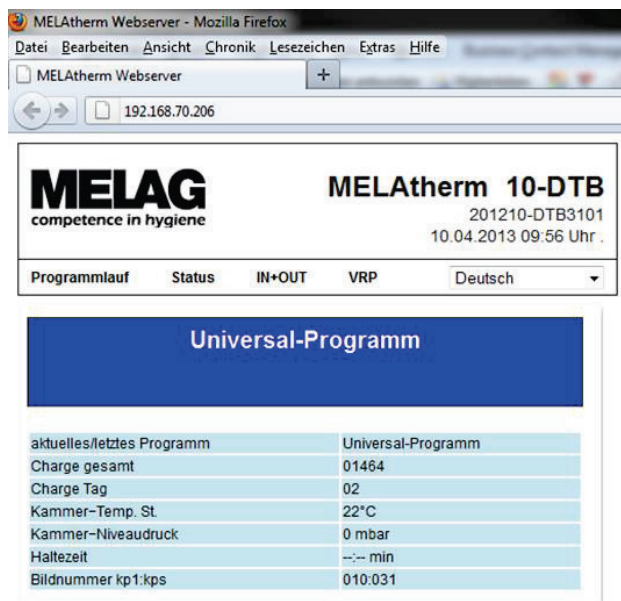 MELAtherm Webserver - Mozilla Firefox
Datei Bearbeiten Ansicht Chronik Lesezeichen Extras Hilfe
MELAtherm Webserver +
192.168.70.206
MELAG
competence in hygiene
MELAtherm 10-DTB
201210-DTB3101
10.04.2013 09:56 Uhr .
Programmlauf Status IN+OUT VRP Deutsch
Universal-Programm
aktuelles/letztes Programm Universal-Programm
Charge gesamt 01464
Charge Tag 02
Kammer-Temp. St. 22°C
Kammer-Niveaudruck 0 mbar
Haltezeit --:-- min
Bildnummer kp1:kps 010:031